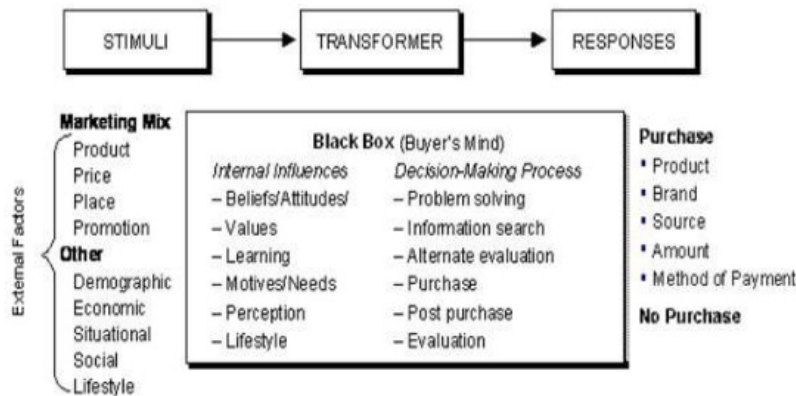 STIMULI
TRANSFORMER
RESPONSES
External Factors
Marketing Mix
Product
Price
Place
Promotion
Other
Demographic
Economic
Situational
Social
Lifestyle
Black Box (Buyer's Mind)
Internal Influences
– Beliefs/Attitudes/
– Values
– Learning
– Motives/Needs
– Perception
– Lifestyle
Decision-Making Process
– Problem solving
– Information search
– Alternate evaluation
– Purchase
– Post purchase
– Evaluation
Purchase
▪ Product
▪ Brand
▪ Source
▪ Amount
▪ Method of Payment
No Purchase